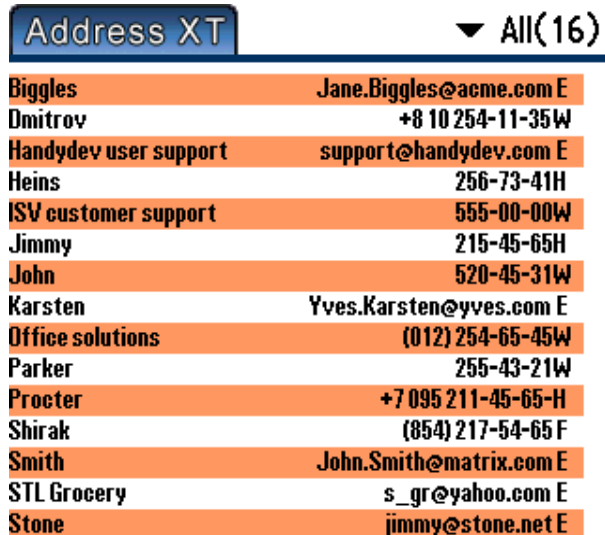 Address XT
All(16)
Biggles Jane.Biggles@acme.com E
Dmitrov +8 10 254-11-35W
Handydev user support support@handydev.com E
Heins 256-73-41H
ISV customer support 555-00-00W
Jimmy 215-45-65H
John 520-45-31W
Karsten Yves.Karsten@yves.com E
Office solutions (012) 254-65-45W
Parker 255-43-21W
Procter +7 095 211-45-65-H
Shirak (854) 217-54-65 F
Smith John.Smith@matrix.com E
STL Grocery s_gr@yahoo.com E
Stone jimmy@stone.net E